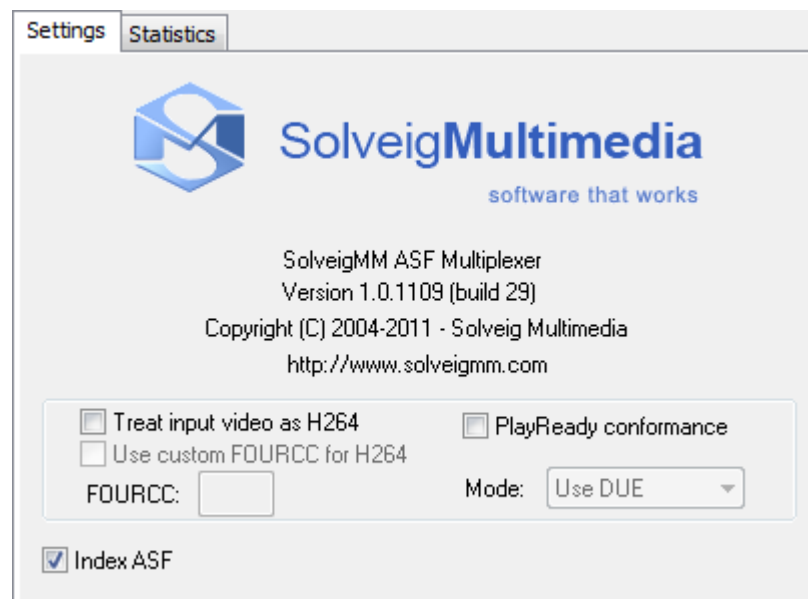 Settings
Statistics
SolveigMultimedia
software that works
SolveigMM ASF Multiplexer
Version 1.0.1109 (build 29)
Copyright (C) 2004-2011 - Solveig Multimedia
http://www.solveigmm.com
Treat input video as H264
PlayReady conformance
Use custom FOURCC for H264
FOURCC:
Mode: Use DUE
Index ASF